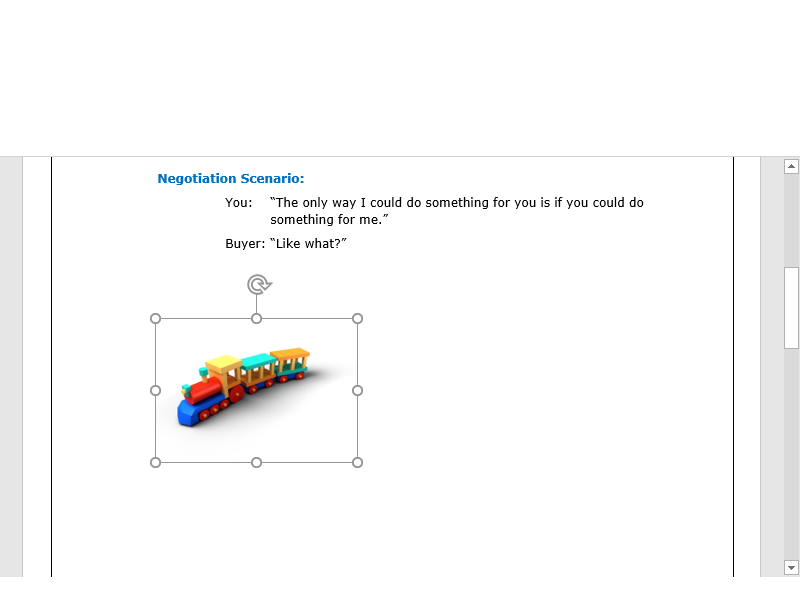 Negotiation Scenario:
You: “The only way I could do something for you is if you could do
something for me.”
Buyer: “Like what?”